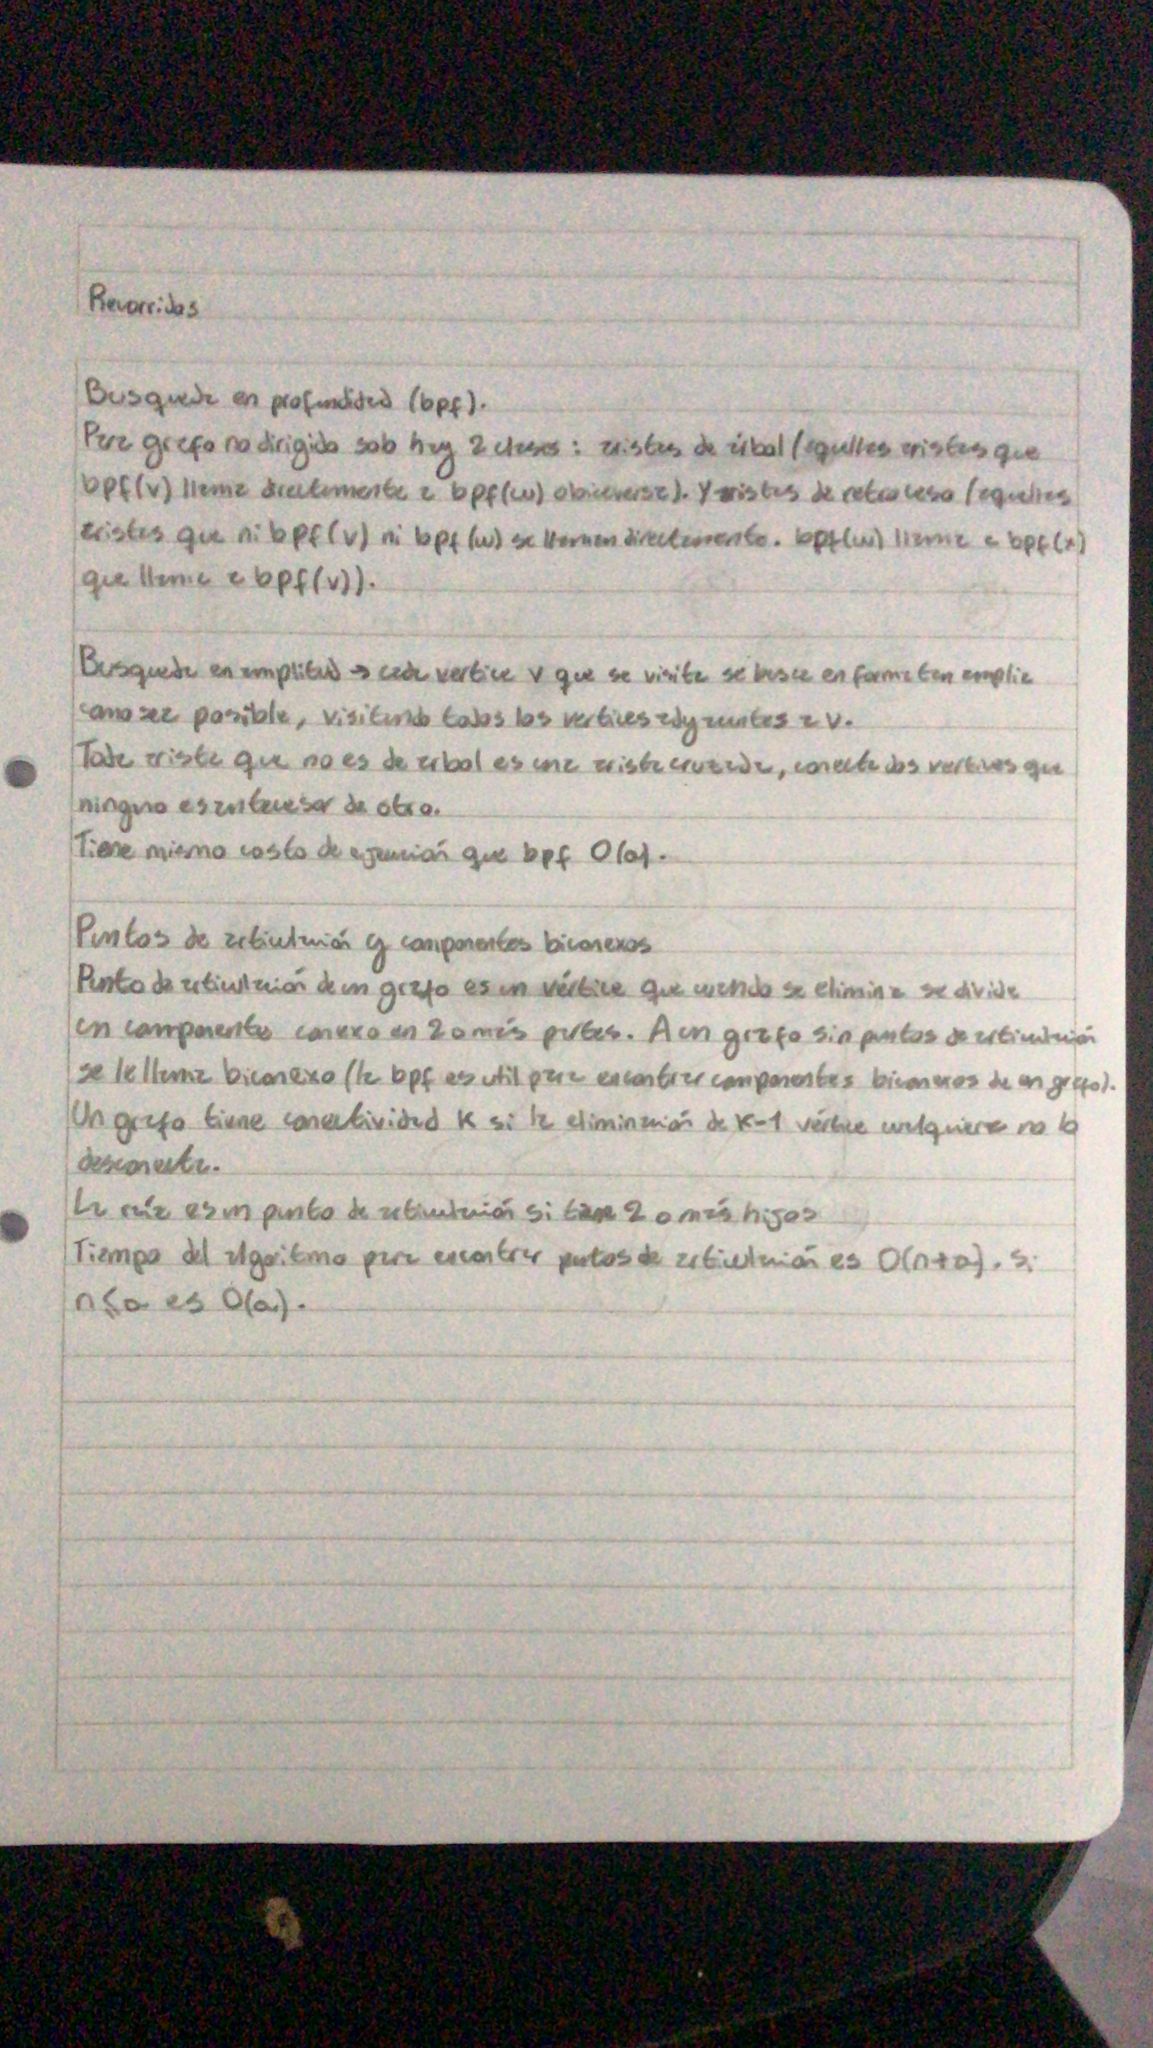 Recorridos
Busqueda en profundidad (bpf).
Para grafo no dirigido solo hay 2 clases: aristas de árbol (aquellas aristas que
bpf(v) llama directamente a bpf(w) o biceversa). Y aristas de retroceso (aquellas
aristas que ni bpf(v) ni bpf(w) se llaman directamente. bpf(w) llama a bpf(x)
que llama a bpf(v)).
Busqueda en amplitud → cada vertice v que se visita se busca en forma tan amplia
como sea posible, visitando todos los vertices adyacentes a v.
Toda arista que no es de arbol es una arista cruzada, conecta dos vertices que
ninguno es antecesor de otro.
Tiene mismo costo de ejecución que bpf O(a).
Puntos de articulación y componentes biconexos
Punto de articulación de un grafo es un vértice que cuando se elimina se divide
un componente conexo en 2 o más partes. A un grafo sin puntos de articulación
se le llama biconexo (la bpf es util para encontrar componentes biconexos de un grafo).
Un grafo tiene conectividad K si la eliminación de K-1 vértice cualquiera no lo
desconecta.
La raíz es un punto de articulación si tiene 2 o más hijos
Tiempo del algoritmo para encontrar puntos de articulación es O(n+a). Si
n≤a es O(a).